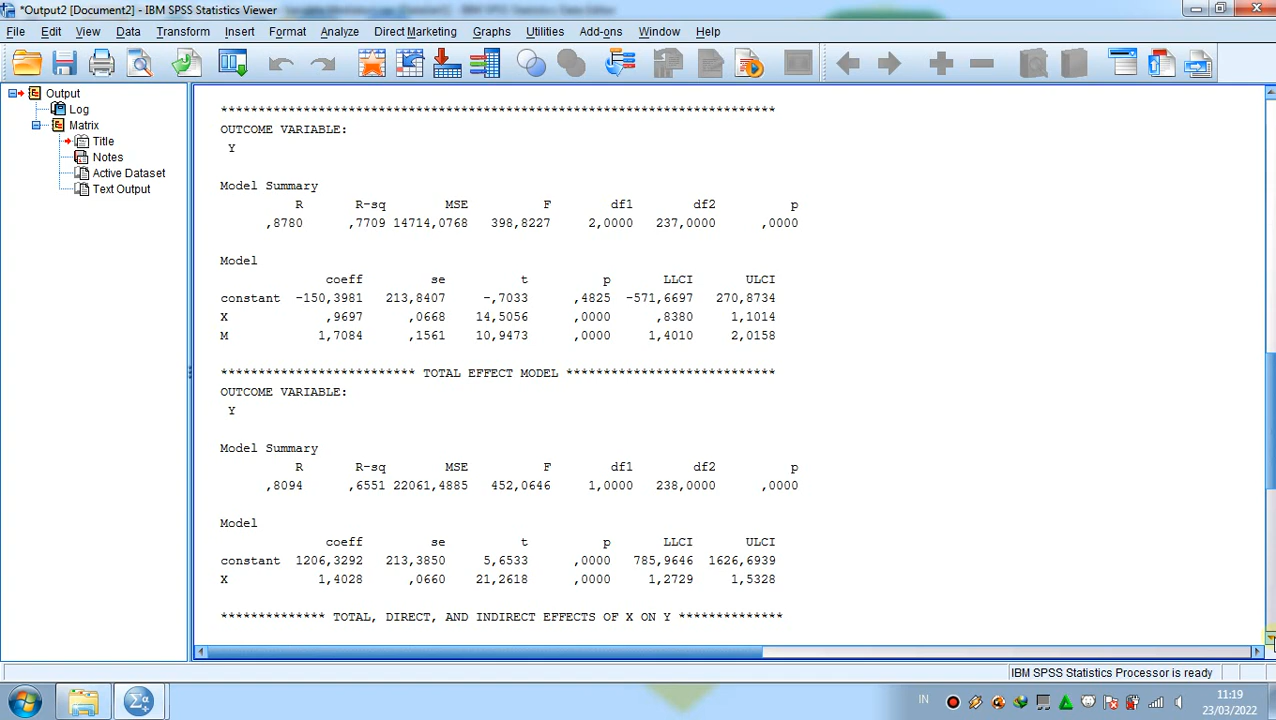 *Output2 [Document2] - IBM SPSS Statistics Viewer
File Edit View Data Transform Insert Format Analyze Direct Marketing Graphs Utilities Add-ons Window Help
Output
Log
Matrix
Title
Notes
Active Dataset
Text Output
**************************************************************************
OUTCOME VARIABLE:
Y
Model Summary
R R-sq MSE F df1 df2 p
,8780 ,7709 14714,0768 398,8227 2,0000 237,0000 ,0000
Model
coeff se t p LLCI ULCI
constant -150,3981 213,8407 -,7033 ,4825 -571,6697 270,8734
X ,9697 ,0668 14,5056 ,0000 ,8380 1,1014
M 1,7084 ,1561 10,9473 ,0000 1,4010 2,0158
************************** TOTAL EFFECT MODEL ****************************
OUTCOME VARIABLE:
Y
Model Summary
R R-sq MSE F df1 df2 p
,8094 ,6551 22061,4885 452,0646 1,0000 238,0000 ,0000
Model
coeff se t p LLCI ULCI
constant 1206,3292 213,3850 5,6533 ,0000 785,9646 1626,6939
X 1,4028 ,0660 21,2618 ,0000 1,2729 1,5328
************** TOTAL, DIRECT, AND INDIRECT EFFECTS OF X ON Y **************
IBM SPSS Statistics Processor is ready
IN
11:19
23/03/2022